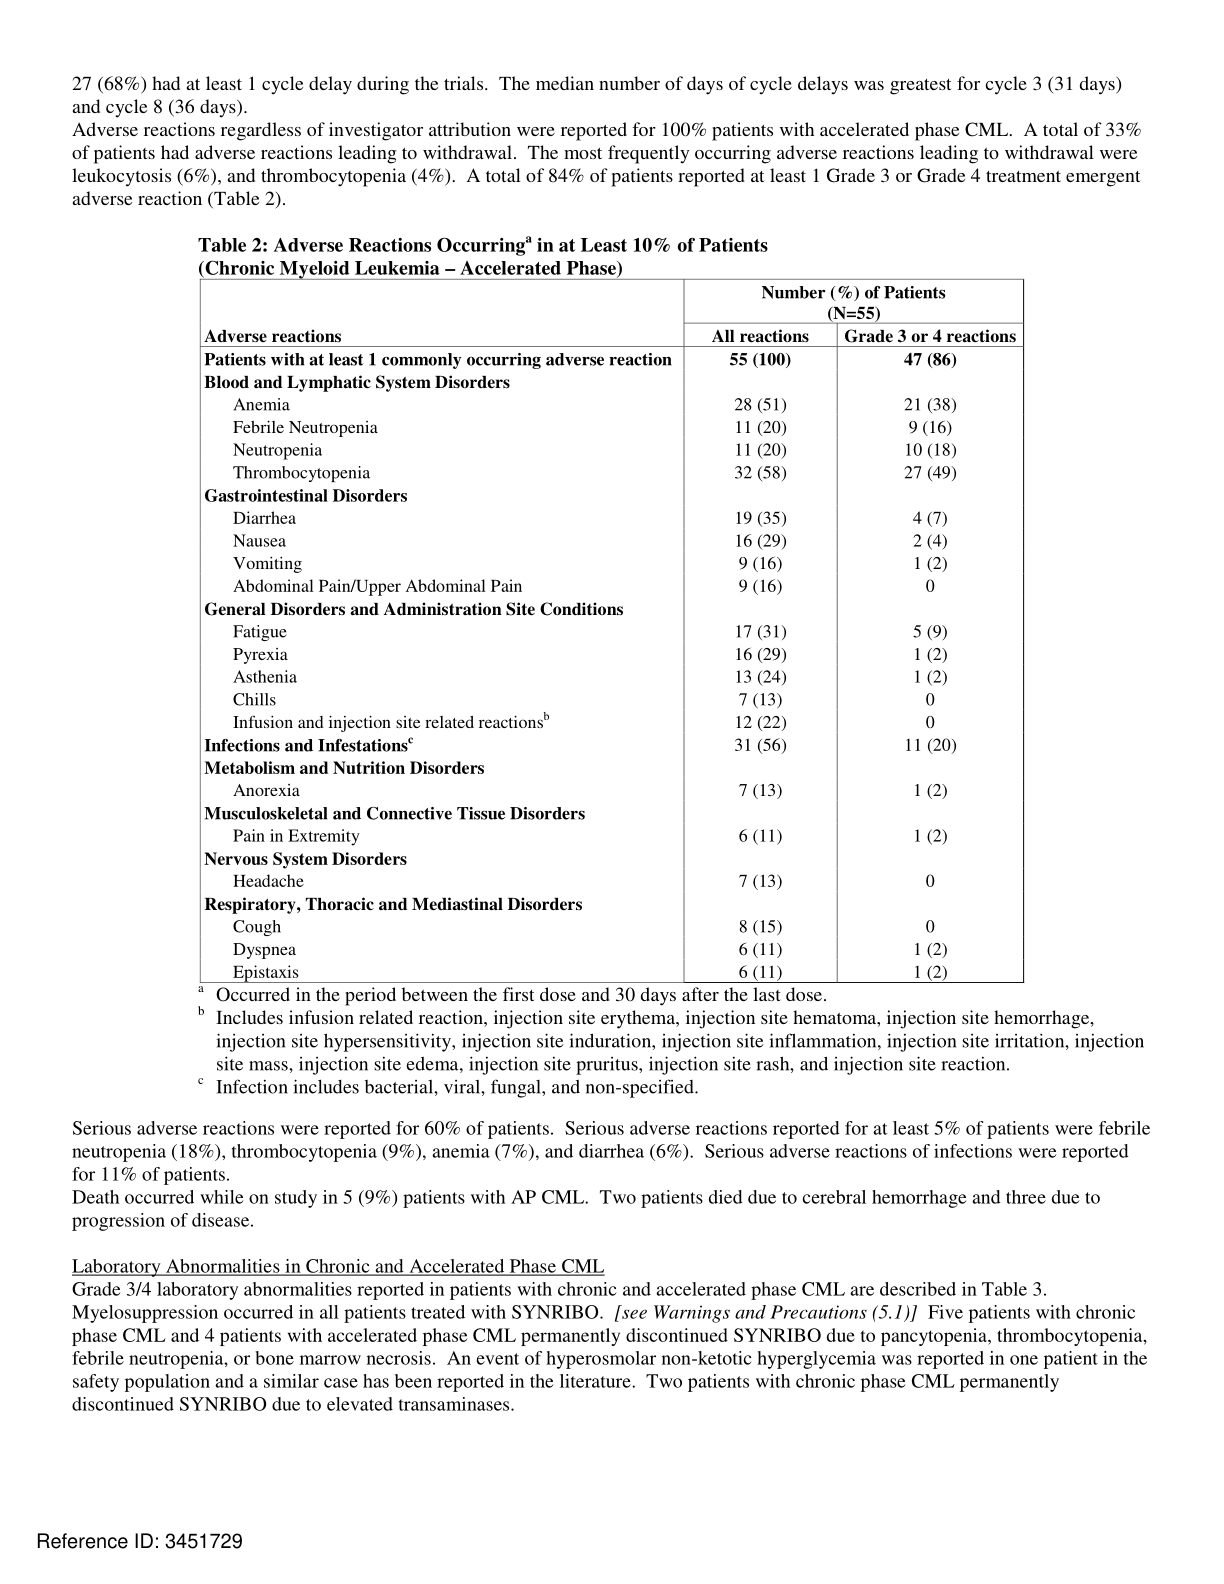 27 (68%) had at least 1 cycle delay during the trials.  The median number of days of cycle delays was greatest for cycle 3 (31 days)
and cycle 8 (36 days).
Adverse reactions regardless of investigator attribution were reported for 100% patients with accelerated phase CML.  A total of 33%
of patients had adverse reactions leading to withdrawal.  The most frequently occurring adverse reactions leading to withdrawal were
leukocytosis (6%), and thrombocytopenia (4%).  A total of 84% of patients reported at least 1 Grade 3 or Grade 4 treatment emergent
adverse reaction (Table 2).
Table 2: Adverse Reactions Occurringa in at Least 10% of Patients
(Chronic Myeloid Leukemia – Accelerated Phase)
Number (%) of Patients
(N=55)
Adverse reactions All reactions Grade 3 or 4 reactions
Patients with at least 1 commonly occurring adverse reaction 55 (100) 47 (86)
Blood and Lymphatic System Disorders
Anemia 28 (51) 21 (38)
Febrile Neutropenia 11 (20) 9 (16)
Neutropenia 11 (20) 10 (18)
Thrombocytopenia 32 (58) 27 (49)
Gastrointestinal Disorders
Diarrhea 19 (35) 4 (7)
Nausea 16 (29) 2 (4)
Vomiting 9 (16) 1 (2)
Abdominal Pain/Upper Abdominal Pain 9 (16) 0
General Disorders and Administration Site Conditions
Fatigue 17 (31) 5 (9)
Pyrexia 16 (29) 1 (2)
Asthenia 13 (24) 1 (2)
Chills 7 (13) 0
Infusion and injection site related reactionsb 12 (22) 0
Infections and Infestationsc 31 (56) 11 (20)
Metabolism and Nutrition Disorders
Anorexia 7 (13) 1 (2)
Musculoskeletal and Connective Tissue Disorders
Pain in Extremity 6 (11) 1 (2)
Nervous System Disorders
Headache 7 (13) 0
Respiratory, Thoracic and Mediastinal Disorders
Cough 8 (15) 0
Dyspnea 6 (11) 1 (2)
Epistaxis 6 (11) 1 (2)
a Occurred in the period between the first dose and 30 days after the last dose.
b Includes infusion related reaction, injection site erythema, injection site hematoma, injection site hemorrhage,
injection site hypersensitivity, injection site induration, injection site inflammation, injection site irritation, injection
site mass, injection site edema, injection site pruritus, injection site rash, and injection site reaction.
c Infection includes bacterial, viral, fungal, and non-specified.
Serious adverse reactions were reported for 60% of patients.  Serious adverse reactions reported for at least 5% of patients were febrile
neutropenia (18%), thrombocytopenia (9%), anemia (7%), and diarrhea (6%).  Serious adverse reactions of infections were reported
for 11% of patients.
Death occurred while on study in 5 (9%) patients with AP CML.  Two patients died due to cerebral hemorrhage and three due to
progression of disease.
Laboratory Abnormalities in Chronic and Accelerated Phase CML
Grade 3/4 laboratory abnormalities reported in patients with chronic and accelerated phase CML are described in Table 3.
Myelosuppression occurred in all patients treated with SYNRIBO.  [see Warnings and Precautions (5.1)]  Five patients with chronic
phase CML and 4 patients with accelerated phase CML permanently discontinued SYNRIBO due to pancytopenia, thrombocytopenia,
febrile neutropenia, or bone marrow necrosis.  An event of hyperosmolar non-ketotic hyperglycemia was reported in one patient in the
safety population and a similar case has been reported in the literature.  Two patients with chronic phase CML permanently
discontinued SYNRIBO due to elevated transaminases.
Reference ID: 3451729